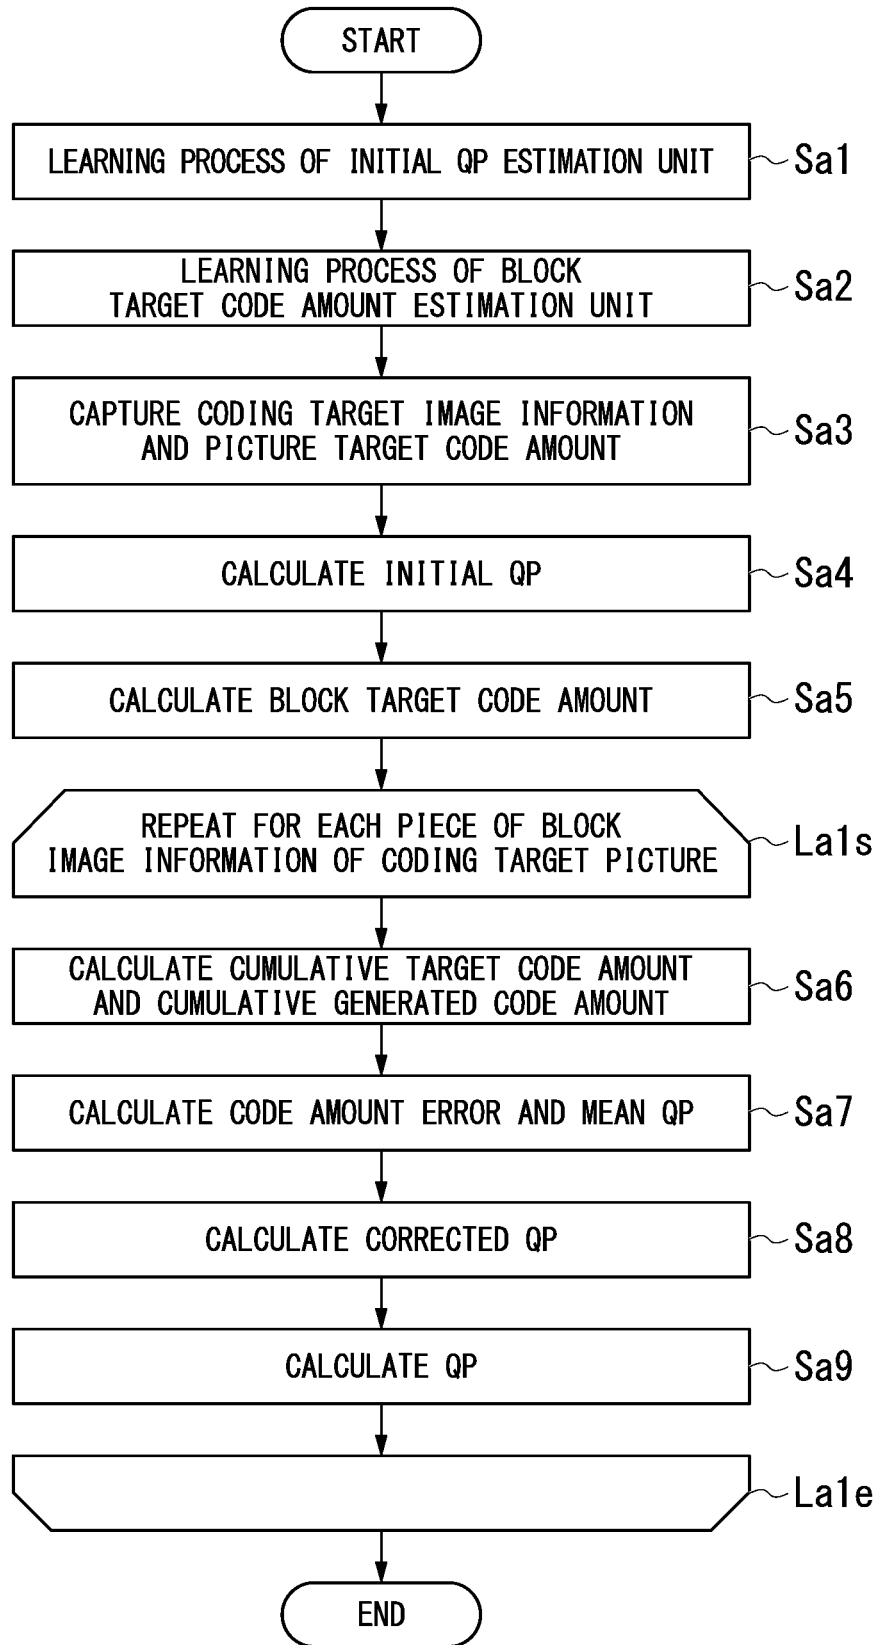 START
LEARNING PROCESS OF INITIAL QP ESTIMATION UNIT
Sa1
LEARNING PROCESS OF BLOCK
TARGET CODE AMOUNT ESTIMATION UNIT
Sa2
CAPTURE CODING TARGET IMAGE INFORMATION
AND PICTURE TARGET CODE AMOUNT
Sa3
CALCULATE INITIAL QP
Sa4
CALCULATE BLOCK TARGET CODE AMOUNT
Sa5
REPEAT FOR EACH PIECE OF BLOCK
IMAGE INFORMATION OF CODING TARGET PICTURE
La1s
CALCULATE CUMULATIVE TARGET CODE AMOUNT
AND CUMULATIVE GENERATED CODE AMOUNT
Sa6
CALCULATE CODE AMOUNT ERROR AND MEAN QP
Sa7
CALCULATE CORRECTED QP
Sa8
CALCULATE QP
Sa9
La1e
END